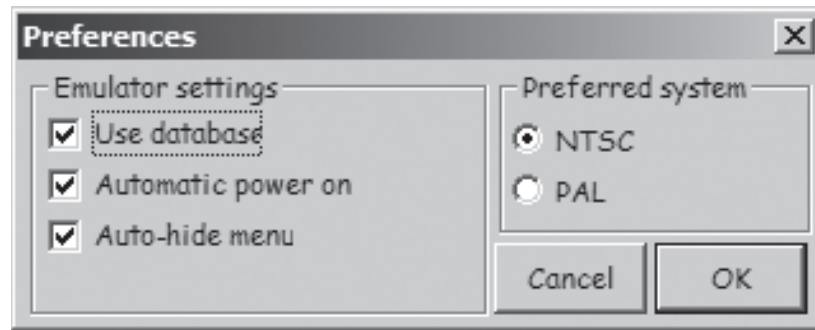 Preferences
Emulator settings
Use database
Automatic power on
Auto-hide menu
Preferred system
NTSC
PAL
Cancel
OK